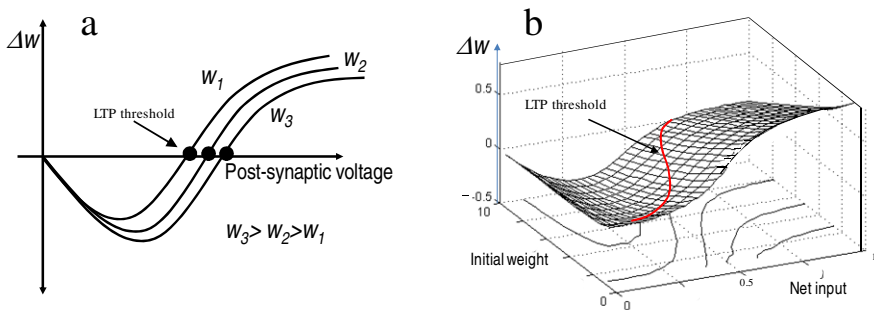 a
Δw
W1
W2
W3
LTP threshold
Post-synaptic voltage
W3> W2>W1
b
Δw
LTP threshold
0.5
0
-0.5
10
Initial weight
0
0
0.5
Net input